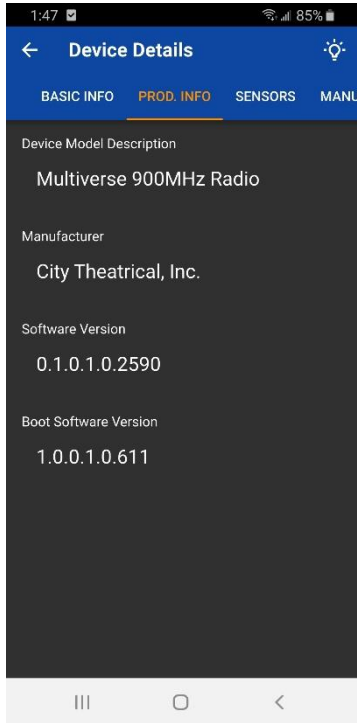 1:47 85%
Device Details
BASIC INFO PROD. INFO SENSORS MANU
Device Model Description
Multiverse 900MHz Radio
Manufacturer
City Theatrical, Inc.
Software Version
0.1.0.1.0.2590
Boot Software Version
1.0.0.1.0.611